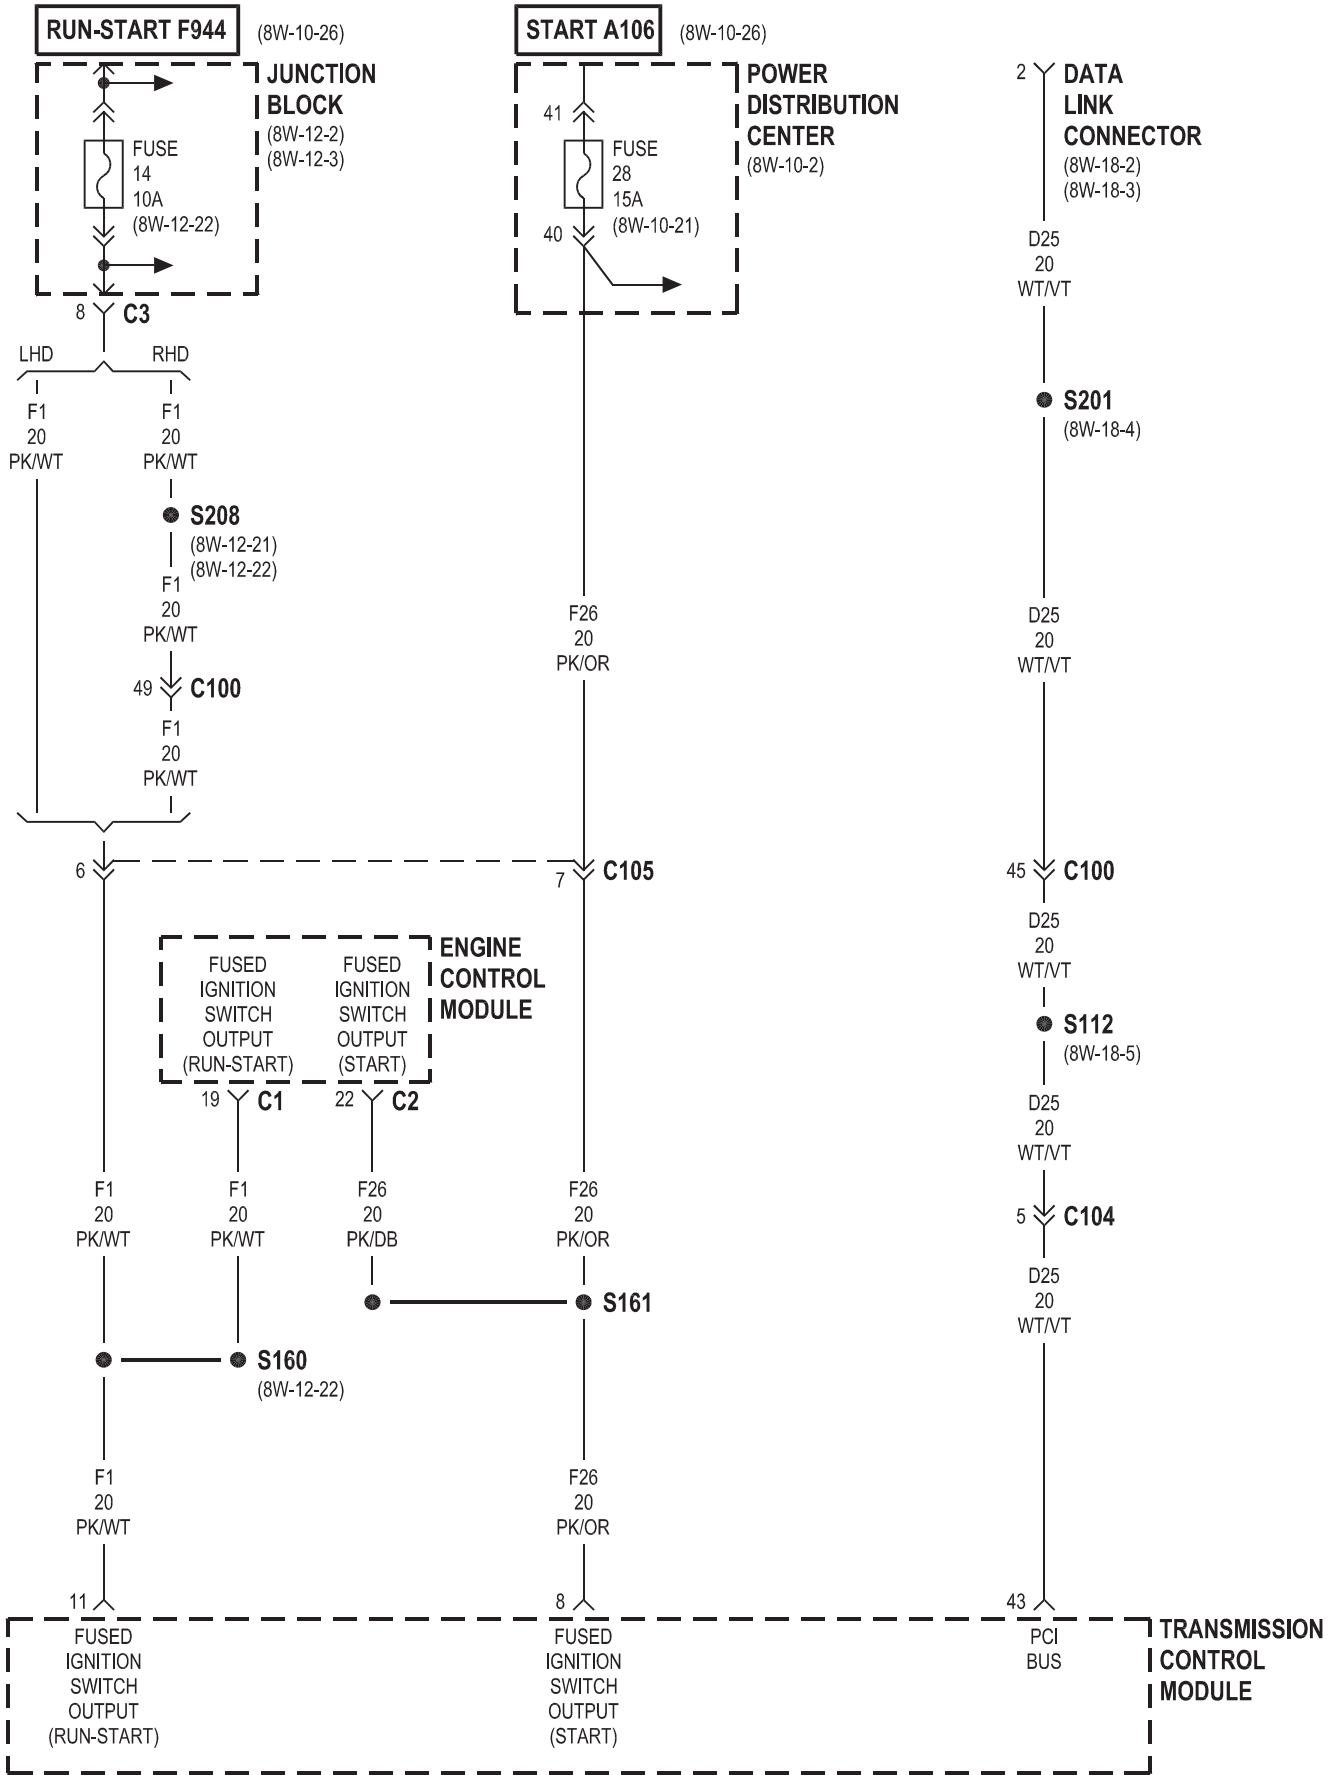 RUN-START F944
(8W-10-26)
START A106
(8W-10-26)
JUNCTION
BLOCK
(8W-12-2)
(8W-12-3)
FUSE
14
10A
(8W-12-22)
8
C3
POWER
DISTRIBUTION
CENTER
(8W-10-2)
41
FUSE
28
15A
(8W-10-21)
40
2
DATA
LINK
CONNECTOR
(8W-18-2)
(8W-18-3)
D25
20
WT/VT
S201
(8W-18-4)
LHD
RHD
F1
20
PK/WT
F1
20
PK/WT
S208
(8W-12-21)
(8W-12-22)
F1
20
PK/WT
49
C100
F1
20
PK/WT
F26
20
PK/OR
D25
20
WT/VT
6
7
C105
45
C100
D25
20
WT/VT
S112
(8W-18-5)
D25
20
WT/VT
5
C104
D25
20
WT/VT
ENGINE
CONTROL
MODULE
FUSED
IGNITION
SWITCH
OUTPUT
(RUN-START)
FUSED
IGNITION
SWITCH
OUTPUT
(START)
19
C1
22
C2
F1
20
PK/WT
F1
20
PK/WT
F26
20
PK/DB
F26
20
PK/OR
S161
S160
(8W-12-22)
F1
20
PK/WT
F26
20
PK/OR
11
8
43
FUSED
IGNITION
SWITCH
OUTPUT
(RUN-START)
FUSED
IGNITION
SWITCH
OUTPUT
(START)
PCI
BUS
TRANSMISSION
CONTROL
MODULE